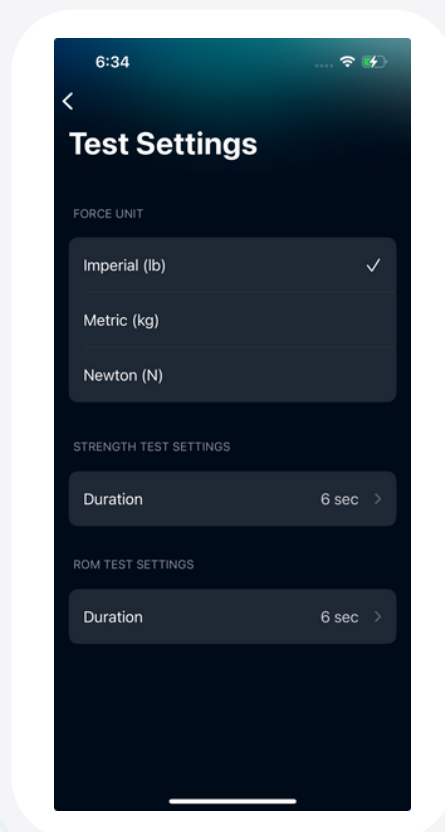 6:34
Test Settings
FORCE UNIT
Imperial (lb)
Metric (kg)
Newton (N)
STRENGTH TEST SETTINGS
Duration 6 sec
ROM TEST SETTINGS
Duration 6 sec